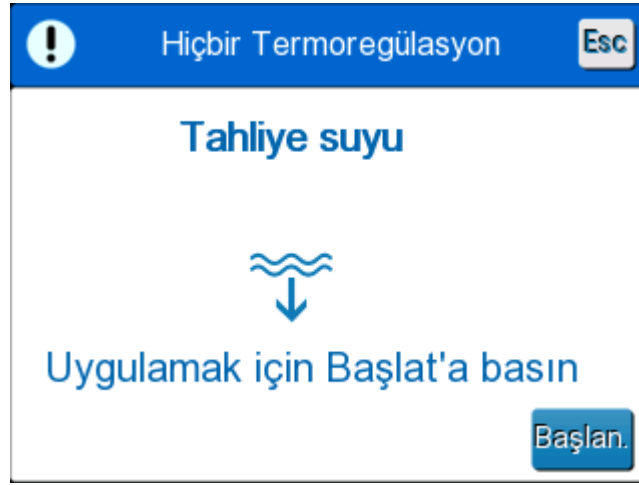 Hiçbir Termoregülasyon
Esc
Tahliye suyu
Uygulamak için Başlat'a basın
Başlan.